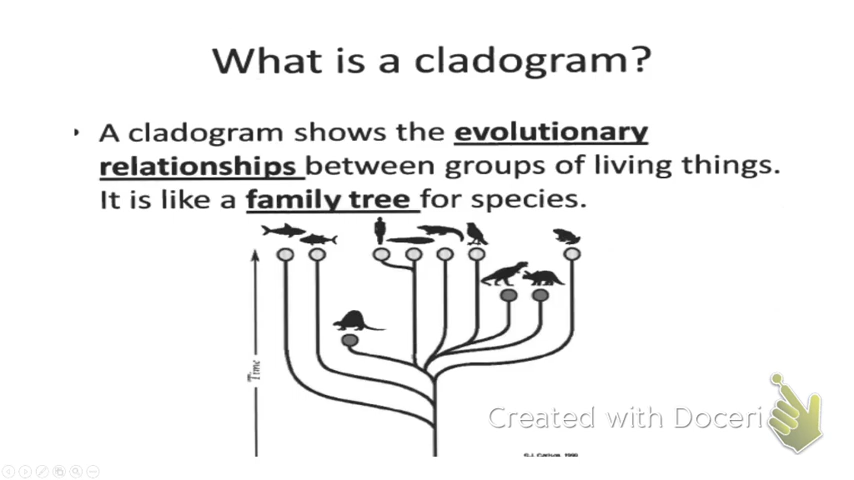 What is a cladogram?
A cladogram shows the evolutionary
relationships between groups of living things.
It is like a family tree for species.
Time
Created with Doceri